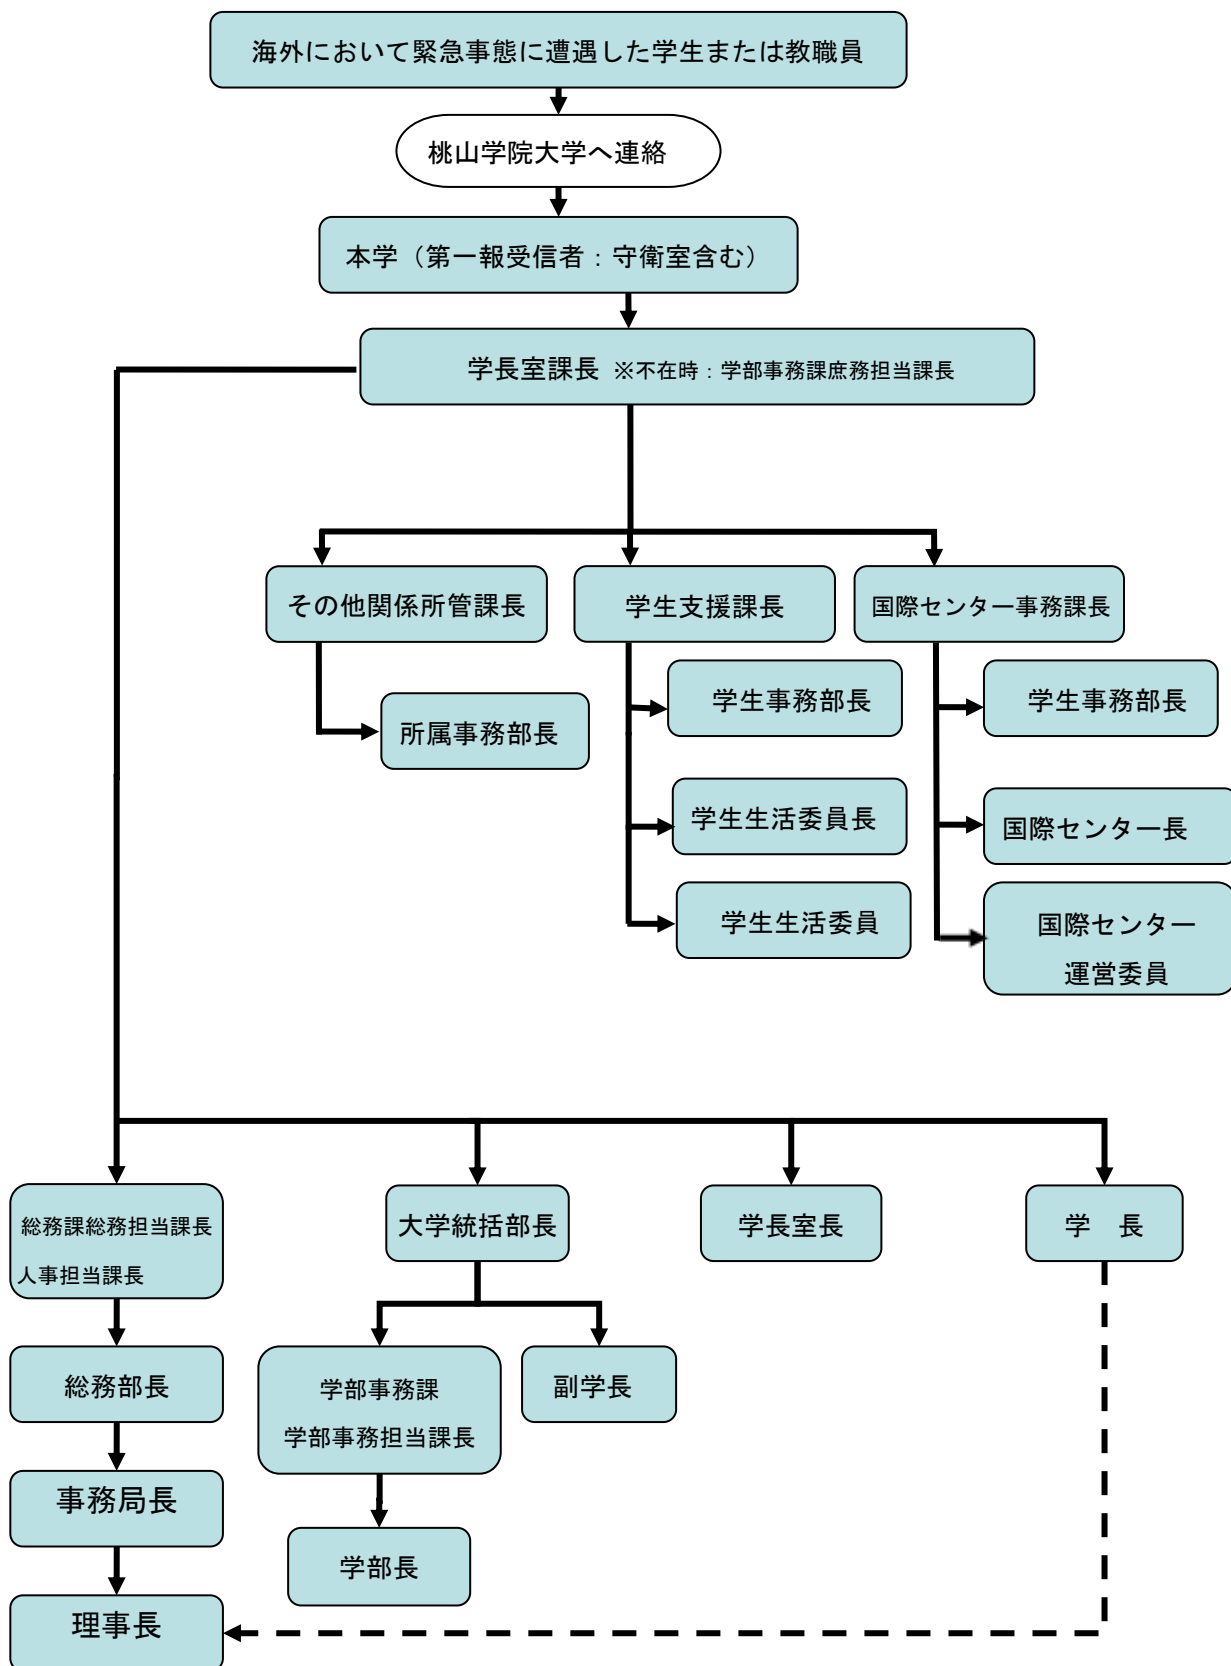 海外において緊急事態に遭遇した学生または教職員
桃山学院大学へ連絡
本学（第一報受信者：守衛室含む）
学長室課長 ※不在時：学部事務課庶務担当課長
その他関係所管課長
学生支援課長
国際センター事務課長
学生事務部長
学生事務部長
所属事務部長
学生生活委員長
国際センター長
学生生活委員
国際センター
運営委員
総務課総務担当課長
人事担当課長
大学統括部長
学長室長
学　長
総務部長
学部事務課
学部事務担当課長
副学長
事務局長
学部長
理事長